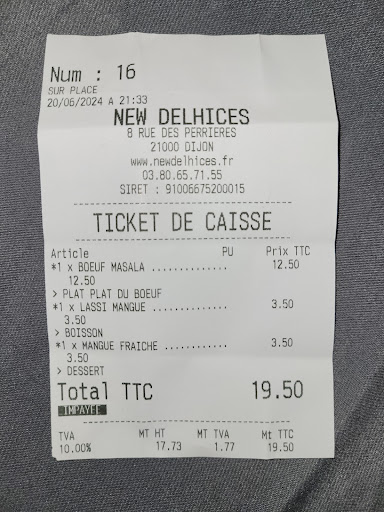 Num : 16
SUR PLACE
20/06/2024 A 21:33
NEW DELHICES
8 RUE DES PERRIERES
21000 DIJON
www.newdelhices.fr
03.80.65.71.55
SIRET : 91006675200015
TICKET DE CAISSE
Article PU Prix TTC
*1 x BOEUF MASALA .............. 12.50
12.50
> PLAT PLAT DU BOEUF
*1 x LASSI MANGUE .............. 3.50
3.50
> BOISSON
*1 x MANGUE FRAICHE ............ 3.50
3.50
> DESSERT
Total TTC 19.50
IMPAYEE
TVA MT HT MT TVA Mt TTC
10.00% 17.73 1.77 19.50